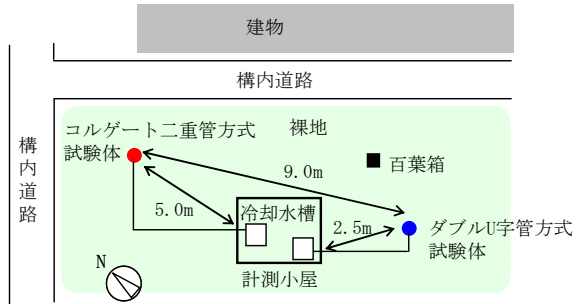 建物
構内道路
構内道路
コルゲート二重管方式
試験体
裸地
9.0m
百葉箱
5.0m
冷却水槽
2.5m
ダブルU字管方式
試験体
N
計測小屋